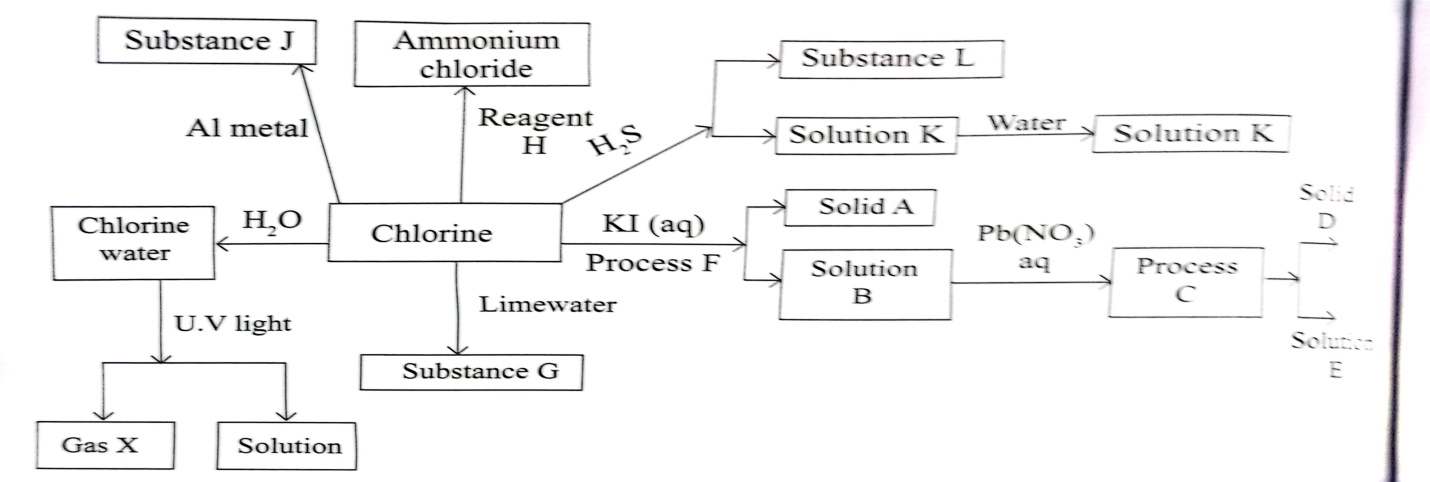 Substance J
Ammonium
chloride
Substance L
Al metal
Reagent
H
H₂S
Solution K
Water
Solution K
Chlorine
water
H₂O
Chlorine
KI (aq)
Process F
Solid A
Solution
B
Pb(NO₃)
aq
Process
C
Solid
D
Solution
E
Limewater
U.V light
Substance G
Gas X
Solution